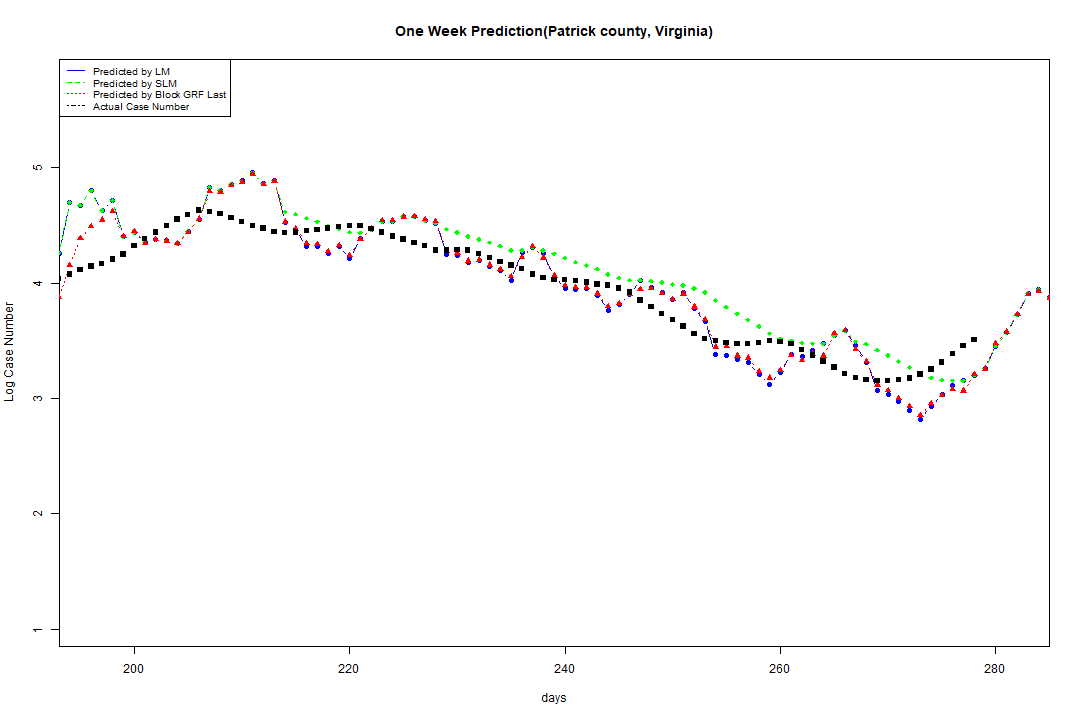 One Week Prediction(Patrick county, Virginia)
Predicted by LM
Predicted by SLM
Predicted by Block GRF Last
Actual Case Number
5
4
3
2
1
Log Case Number
200 220 240 260 280
days